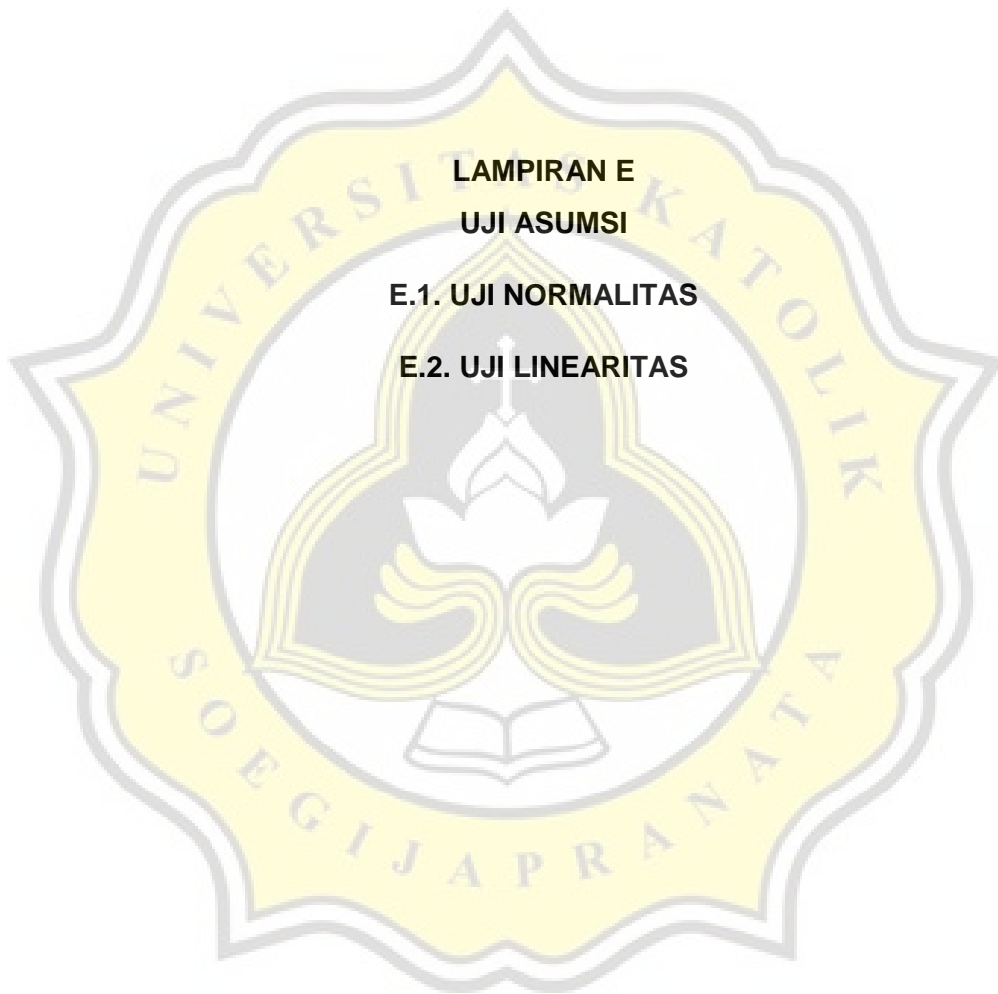 LAMPIRAN E
UJI ASUMSI
E.1. UJI NORMALITAS
E.2. UJI LINEARITAS
UNIVERSITAS KATOLIK
SOEGIJAPRANATA